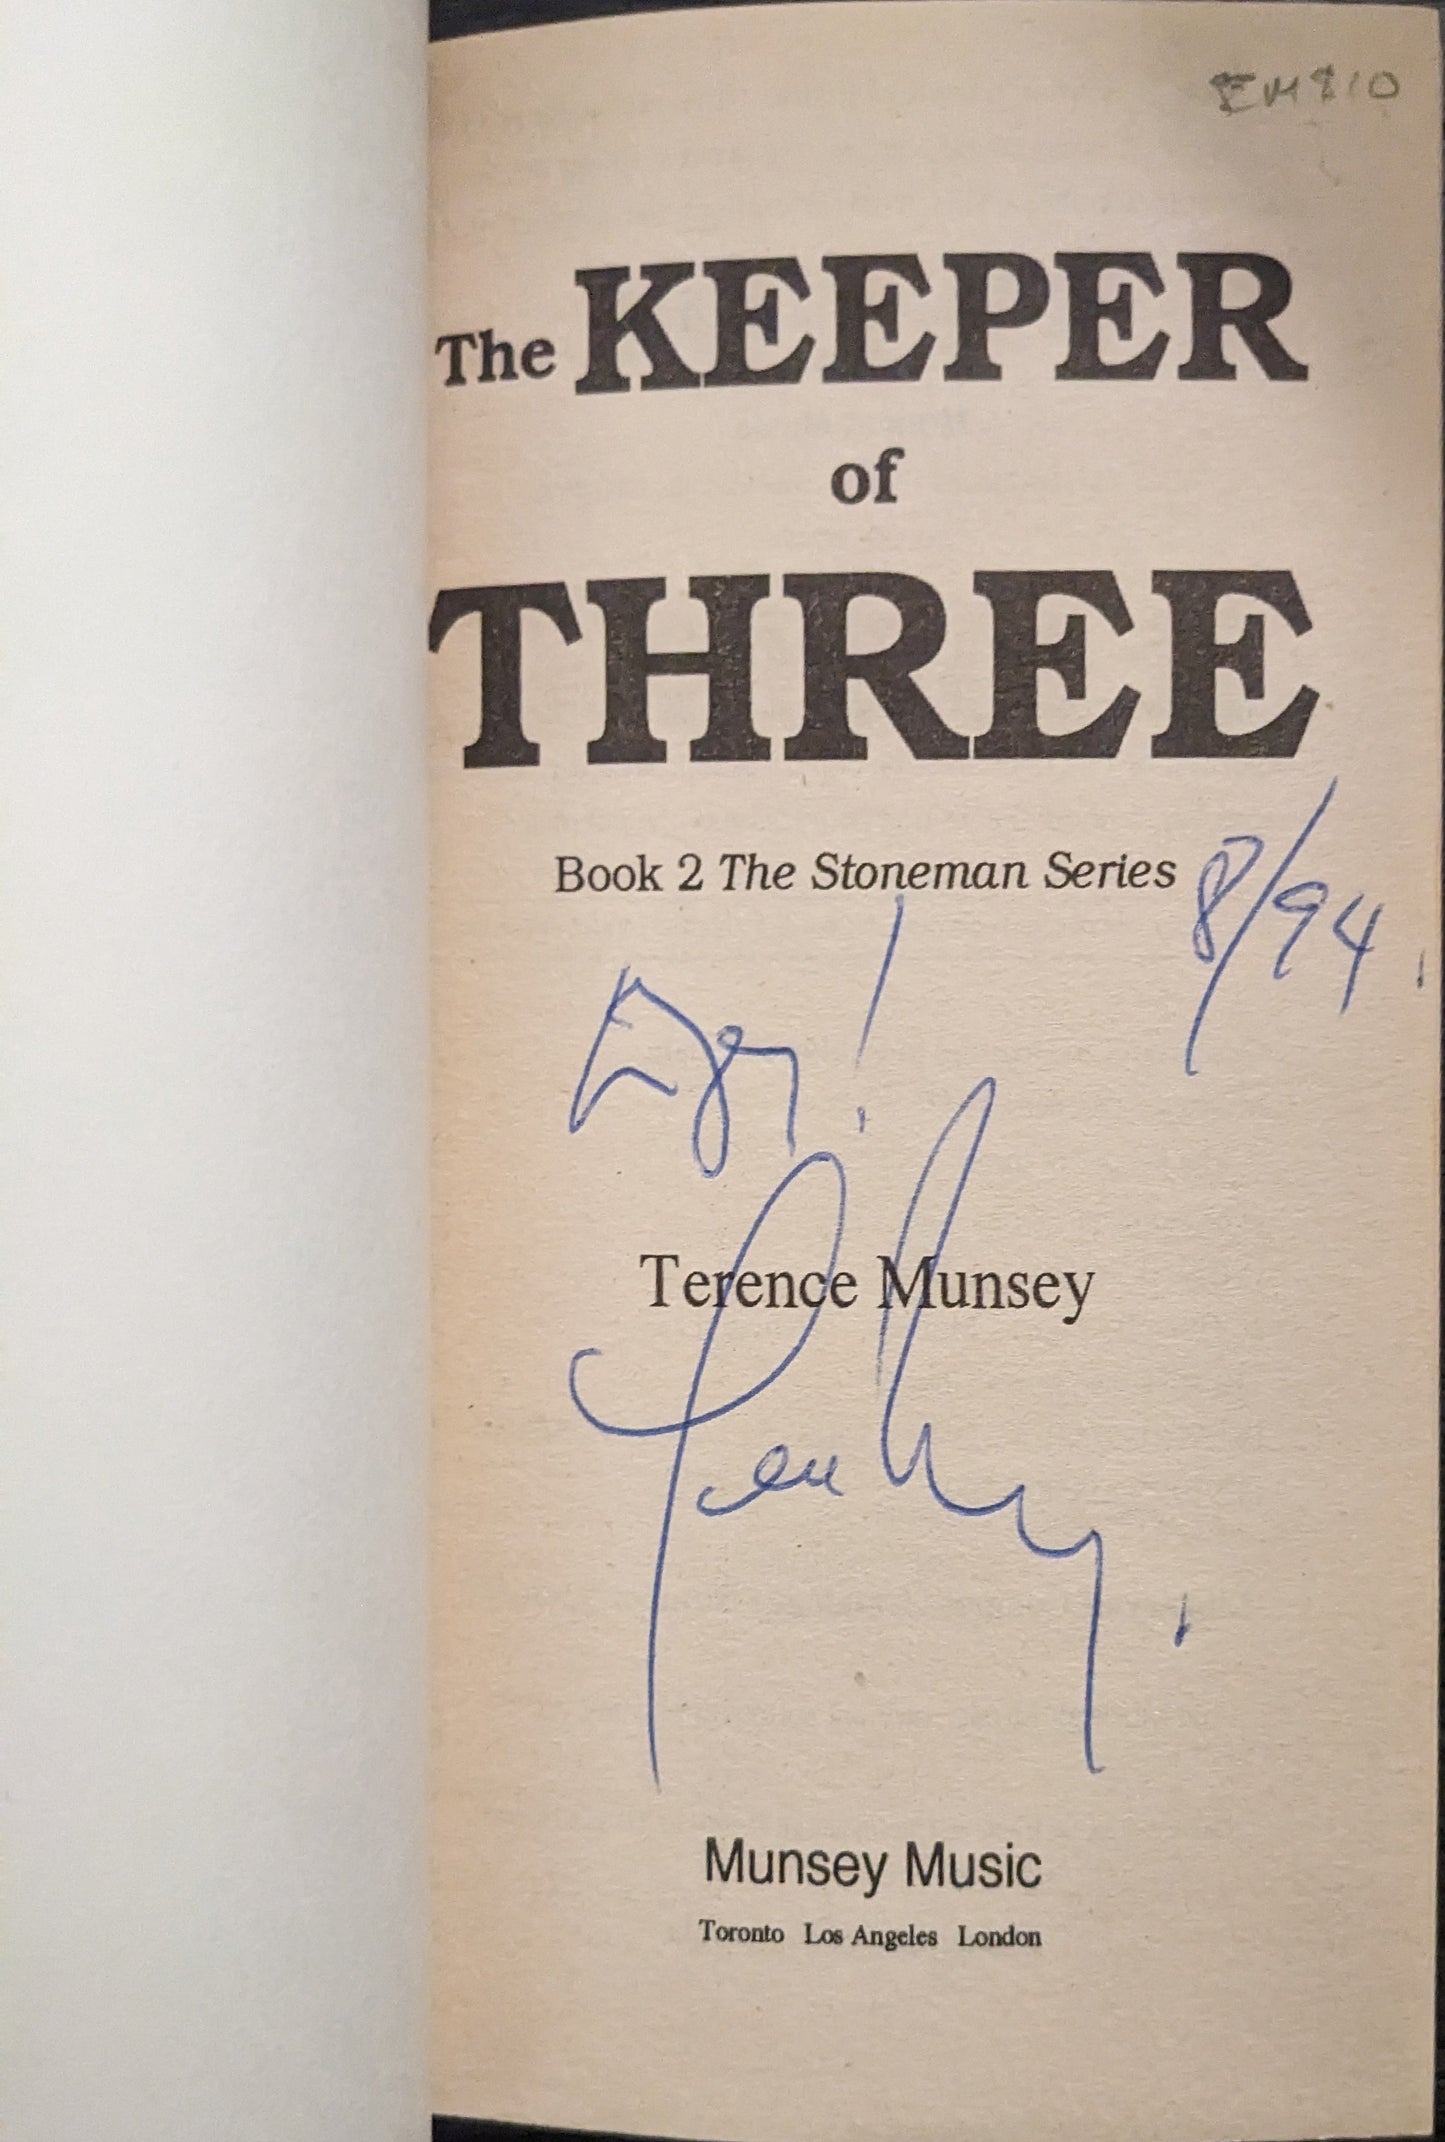 The KEEPER
of
THREE
Book 2 The Stoneman Series
8/94
Enjoy!
Terence Munsey
Munsey Music
Toronto Los Angeles London